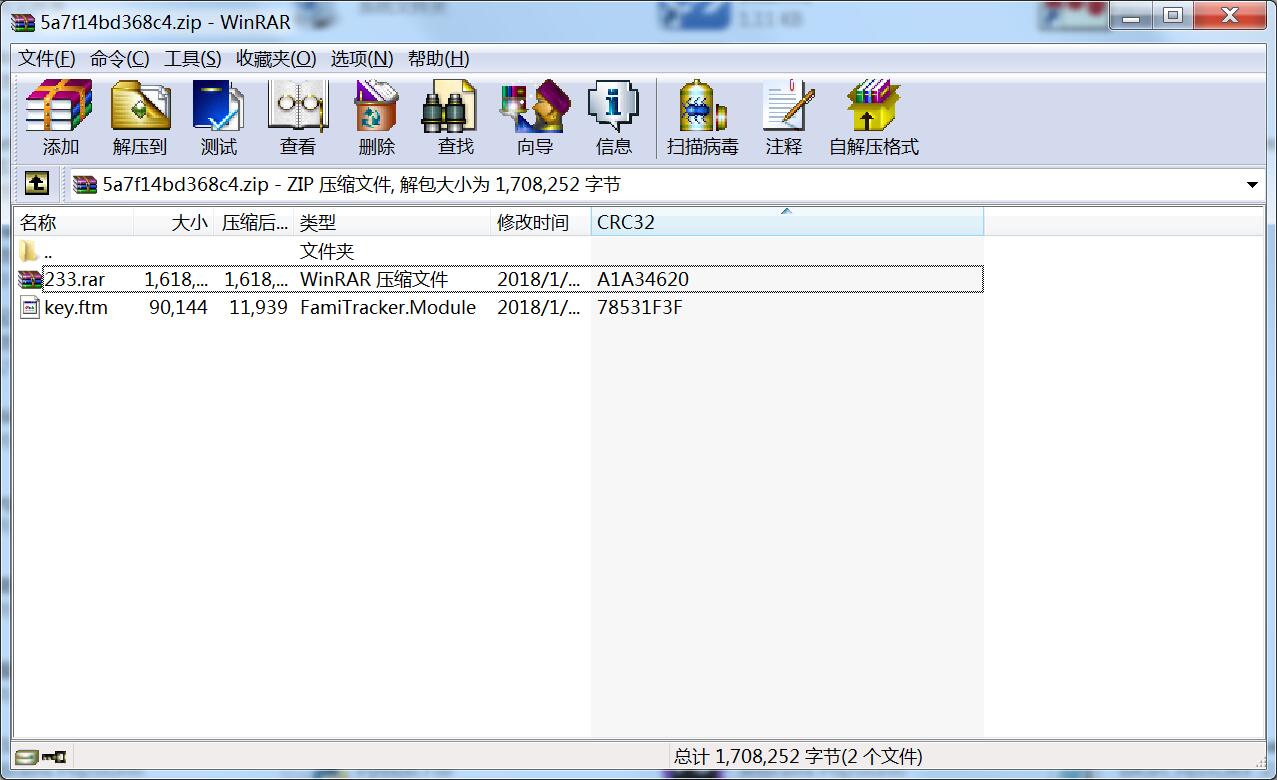 5a7f14bd368c4.zip - WinRAR
文件(F) 命令(C) 工具(S) 收藏夹(O) 选项(N) 帮助(H)
添加 解压到 测试 查看 删除 查找 向导 信息 扫描病毒 注释 自解压格式
5a7f14bd368c4.zip - ZIP 压缩文件, 解包大小为 1,708,252 字节
名称 大小 压缩后... 类型 修改时间 CRC32
.. 文件夹
233.rar 1,618,... 1,618,... WinRAR 压缩文件 2018/1/... A1A34620
key.ftm 90,144 11,939 FamiTracker.Module 2018/1/... 78531F3F
总计 1,708,252 字节(2 个文件)